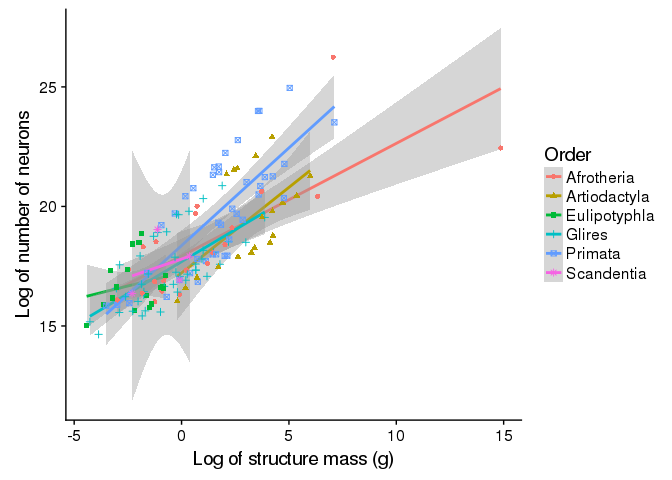 Log of number of neurons
25
20
15
-5
0
5
10
15
Log of structure mass (g)
Order
Afrotheria
Artiodactyla
Eulipotyphla
Glires
Primata
Scandentia